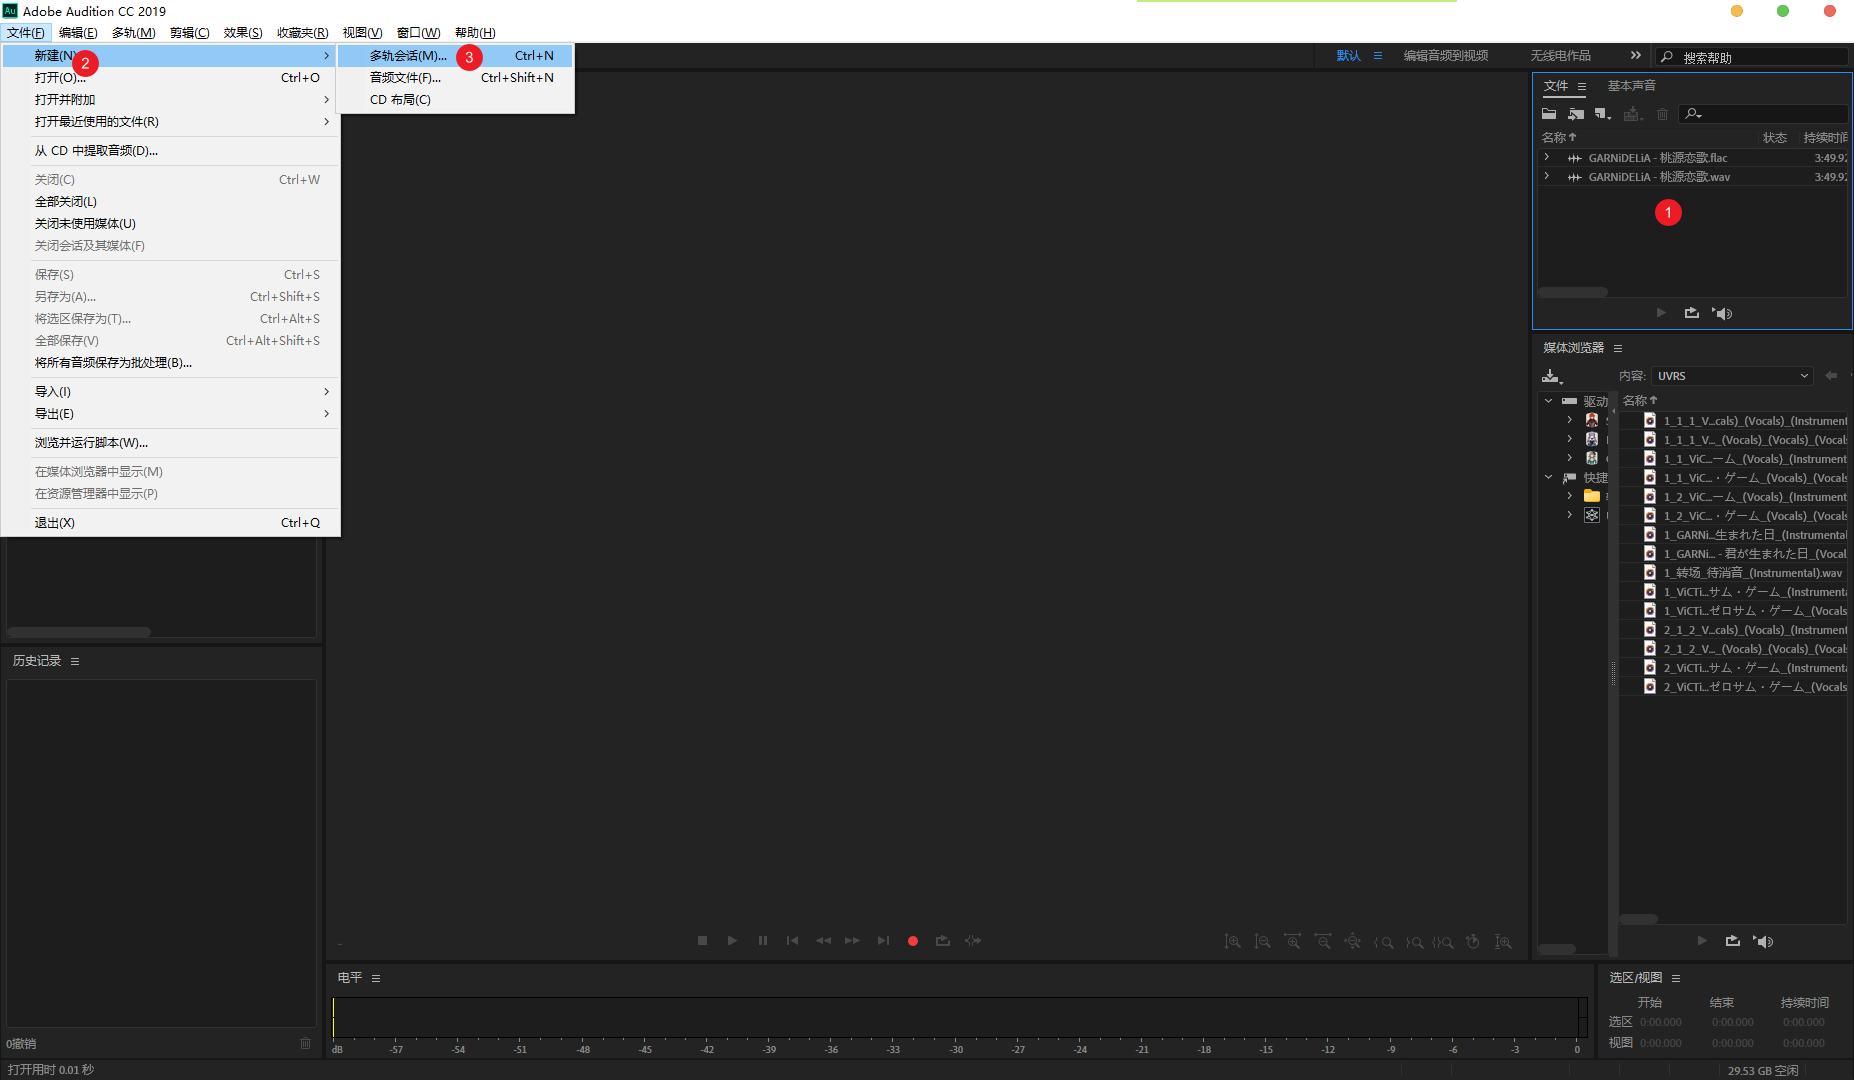 Au Adobe Audition CC 2019
文件(F) 编辑(E) 多轨(M) 剪辑(C) 效果(S) 收藏夹(R) 视图(V) 窗口(W) 帮助(H)
新建(N) 2
打开(O)... Ctrl+O
打开并附加
打开最近使用的文件(R)
从 CD 中提取音频(D)...
关闭(C) Ctrl+W
全部关闭(L)
关闭未使用媒体(U)
关闭会话及其媒体(F)
保存(S) Ctrl+S
另存为(A)... Ctrl+Shift+S
将选区保存为(T)... Ctrl+Alt+S
全部保存(V) Ctrl+Alt+Shift+S
将所有音频保存为批处理(B)...
导入(I)
导出(E)
浏览并运行脚本(W)...
在媒体浏览器中显示(M)
在资源管理器中显示(P)
退出(X) Ctrl+Q
多轨会话(M)... 3 Ctrl+N
音频文件(F)... Ctrl+Shift+N
CD 布局(C)
默认 编辑音频到视频 无线电作品 搜索帮助
文件 基本声音
名称 状态 持续时间
GARNiDELiA - 桃源恋歌.flac 3:49.92
GARNiDELiA - 桃源恋歌.wav 3:49.92
1
媒体浏览器
内容: UVRS
驱动
快捷
名称
1_1_1_V...cals)_(Vocals)_(Instrument
1_1_1_V..._(Vocals)_(Vocals)_(Vocal
1_1_ViC...ーム_(Vocals)_(Instrument
1_1_ViC...・ゲーム_(Vocals)_(Vocals
1_2_ViC...ーム_(Vocals)_(Instrument
1_2_ViC...・ゲーム_(Vocals)_(Vocals
1_GARNi...生まれた日_(Instrumental
1_GARNi... - 君が生まれた日_(Vocal
1_转场_待消音_(Instrumental).wav
1_ViCTi...サム・ゲーム_(Instrumenta
1_ViCTi...ゼロサム・ゲーム_(Vocals
2_1_2_V...cals)_(Vocals)_(Instrument
2_1_2_V..._(Vocals)_(Vocals)_(Vocal
2_ViCTi...サム・ゲーム_(Instrumenta
2_ViCTi...ゼロサム・ゲーム_(Vocals
历史记录
0撤销
电平
dB -57 -54 -51 -48 -45 -42 -39 -36 -33 -30 -27 -24 -21 -18 -15 -12 -9 -6 -3 0
选区/视图
开始 结束 持续时间
选区 0:00.000 0:00.000 0:00.000
视图 0:00.000 0:00.000 0:00.000
打开用时 0.01 秒
29.53 GB 空闲